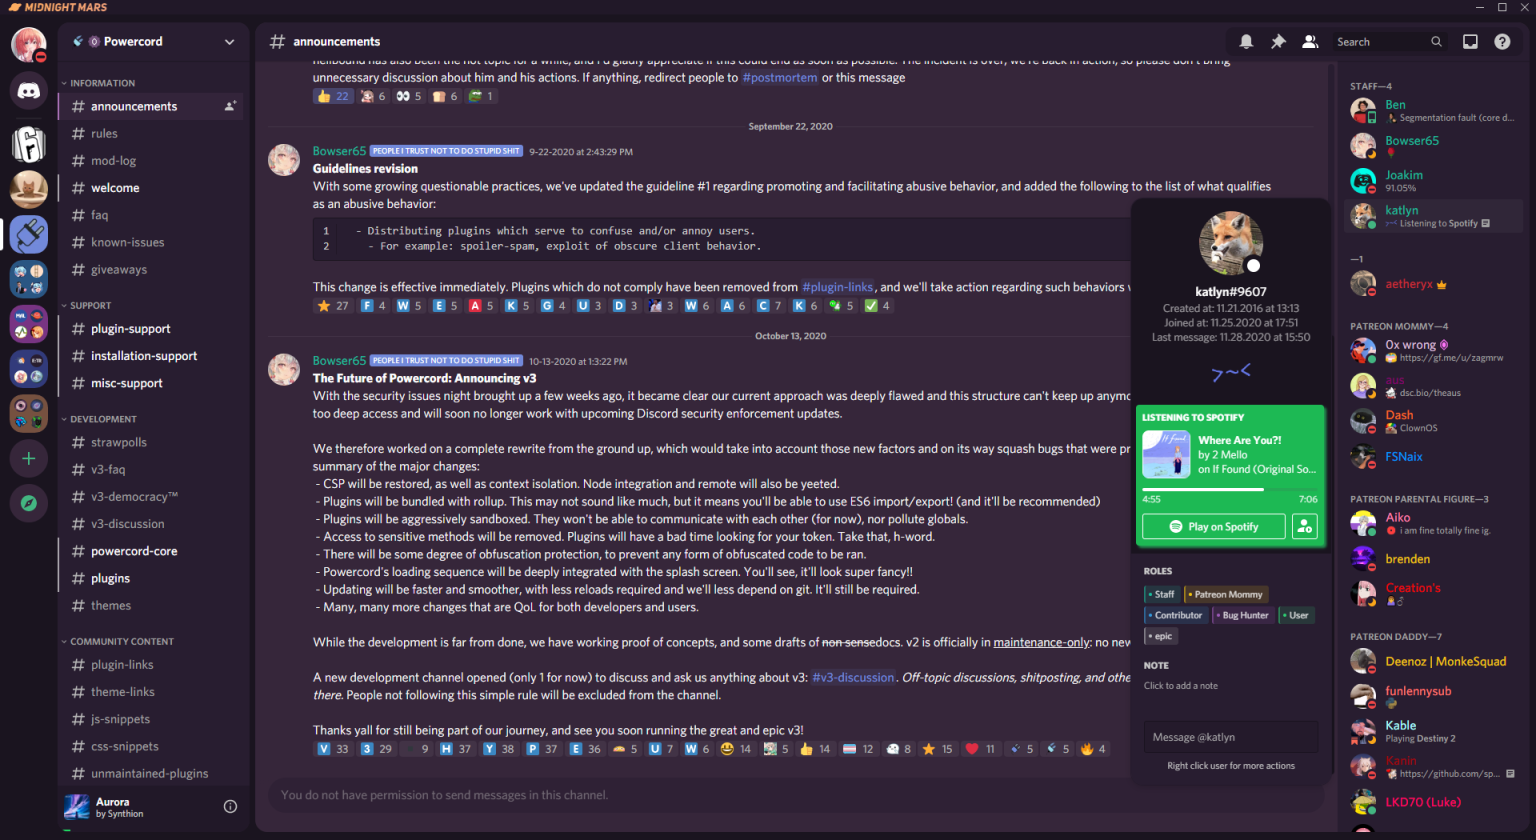 MIDNIGHT MARS
Powercord
INFORMATION
announcements
rules
mod-log
welcome
faq
known-issues
giveaways
SUPPORT
plugin-support
installation-support
misc-support
DEVELOPMENT
strawpolls
v3-faq
v3-democracy™
v3-discussion
powercord-core
plugins
themes
COMMUNITY CONTENT
plugin-links
theme-links
js-snippets
css-snippets
unmaintained-plugins
Aurora
by Synthion
announcements
Search
unnecessary discussion about him and his actions. If anything, redirect people to #postmortem or this message
22 6 5 6 1
September 22, 2020
Bowser65 PEOPLE I TRUST NOT TO DO STUPID SHIT 9-22-2020 at 2:43:29 PM
Guidelines revision
With some growing questionable practices, we've updated the guideline #1 regarding promoting and facilitating abusive behavior, and added the following to the list of what qualifies
as an abusive behavior:
1 - Distributing plugins which serve to confuse and/or annoy users.
2 - For example: spoiler-spam, exploit of obscure client behavior.
This change is effective immediately. Plugins which do not comply have been removed from #plugin-links, and we'll take action regarding such behaviors
27 F 4 W 5 E 5 A 5 K 5 G 4 U 3 D 3 3 W 6 A 6 C 7 K 6 5 4
October 13, 2020
Bowser65 PEOPLE I TRUST NOT TO DO STUPID SHIT 10-13-2020 at 1:3:22 PM
The Future of Powercord: Announcing v3
With the security issues night brought up a few weeks ago, it became clear our current approach was deeply flawed and this structure can't keep up anymo
too deep access and will soon no longer work with upcoming Discord security enforcement updates.
We therefore worked on a complete rewrite from the ground up, which would take into account those new factors and on its way squash bugs that were pr
summary of the major changes:
- CSP will be restored, as well as context isolation. Node integration and remote will also be yeeted.
- Plugins will be bundled with rollup. This may not sound like much, but it means you'll be able to use ES6 import/export! (and it'll be recommended)
- Plugins will be aggressively sandboxed. They won't be able to communicate with each other (for now), nor pollute globals.
- Access to sensitive methods will be removed. Plugins will have a bad time looking for your token. Take that, h-word.
- There will be some degree of obfuscation protection, to prevent any form of obfuscated code to be ran.
- Powercord's loading sequence will be deeply integrated with the splash screen. You'll see, it'll look super fancy!!
- Updating will be faster and smoother, with less reloads required and we'll less depend on git. It'll still be required.
- Many, many more changes that are QoL for both developers and users.
While the development is far from done, we have working proof of concepts, and some drafts of non sensedocs. v2 is officially in maintenance-only: no new
A new development channel opened (only 1 for now) to discuss and ask us anything about v3: #v3-discussion. Off-topic discussions, shitposting, and othe
there. People not following this simple rule will be excluded from the channel.
Thanks yall for still being part of our journey, and see you soon running the great and epic v3!
V 33 3 29 9 H 37 Y 38 P 37 E 36 5 U 7 W 6 14 5 14 12 8 15 11 5 5 4
You do not have permission to send messages in this channel.
katlyn#9607
Created at: 11.21.2016 at 13:13
Joined at: 11.25.2020 at 17:51
Last message: 11.28.2020 at 15:50
>~<
LISTENING TO SPOTIFY
If Found
Where Are You?!
by 2 Mello
on If Found (Original So...
4:55 7:06
Play on Spotify
ROLES
Staff Patreon Mommy
Contributor Bug Hunter User
epic
NOTE
Click to add a note
Message @katlyn
Right click user for more actions
STAFF—4
Ben
Segmentation fault (core d...
Bowser65
Joakim
91.05%
katlyn
>~< Listening to Spotify
—1
aetheryx
PATREON MOMMY—4
0x wrong
https://gf.me/u/zagmrw
aus
dsc.bio/theaus
Dash
ClownOS
FSNaix
PATREON PARENTAL FIGURE—3
Aiko
i am fine totally fine ig.
brenden
Creation's
PATREON DADDY—7
Deenoz | MonkeSquad
funlennysub
Kable
Playing Destiny 2
Kanin
https://github.com/sp...
LKD70 (Luke)